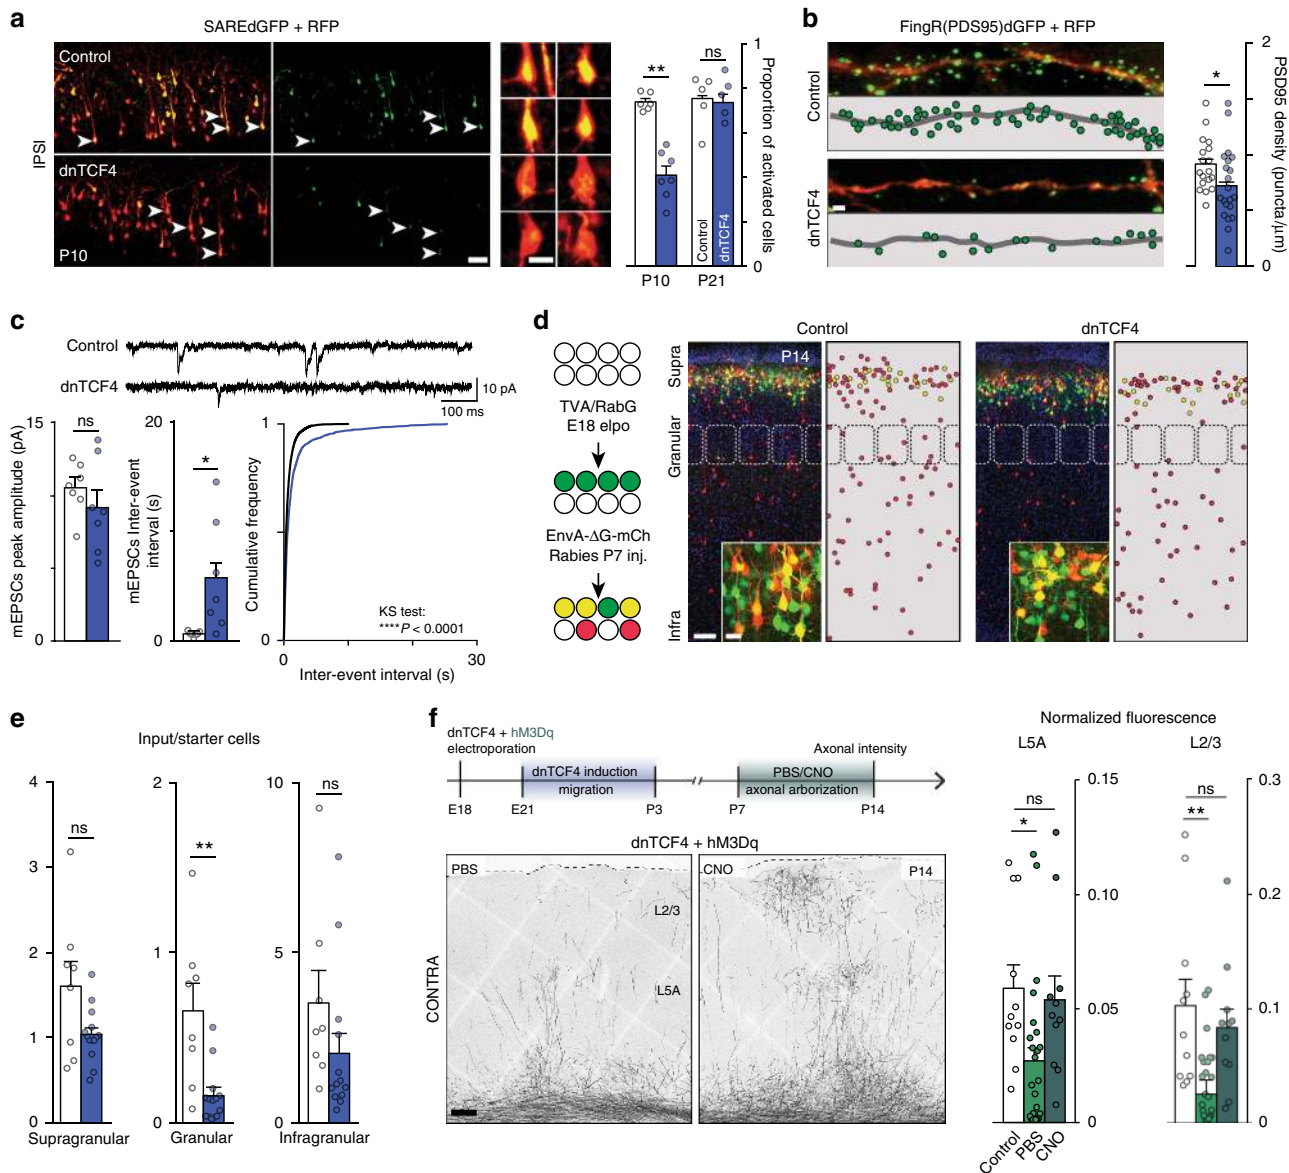 a
SAREdGFP + RFP
Control
IPSI
dnTCF4
P10
**
ns
1
0
Proportion of activated cells
Control
dnTCF4
P10
P21
b
FingR(PDS95)dGFP + RFP
Control
dnTCF4
*
2
1
0
PSD95 density (puncta/μm)
c
Control
dnTCF4
10 pA
100 ms
15
0
mEPSCs peak amplitude (pA)
ns
20
0
mEPSCs Inter-event
interval (s)
*
1
0
Cumulative frequency
KS test:
****P < 0.0001
0
30
Inter-event interval (s)
d
TVA/RabG
E18 elpo
EnvA-ΔG-mCh
Rabies P7 inj.
Control
dnTCF4
P14
Supra
Granular
Infra
e
Input/starter cells
4
3
2
1
0
ns
Supragranular
2
1
0
**
Granular
10
5
0
ns
Infragranular
f
dnTCF4 + hM3Dq
electroporation
Axonal intensity
dnTCF4 induction
migration
PBS/CNO
axonal arborization
E18
E21
P3
P7
P14
dnTCF4 + hM3Dq
PBS
CNO
P14
L2/3
L5A
CONTRA
Normalized fluorescence
L5A
L2/3
ns
*
0.15
0.10
0.05
0
Control
PBS
CNO
ns
**
0.3
0.2
0.1
0